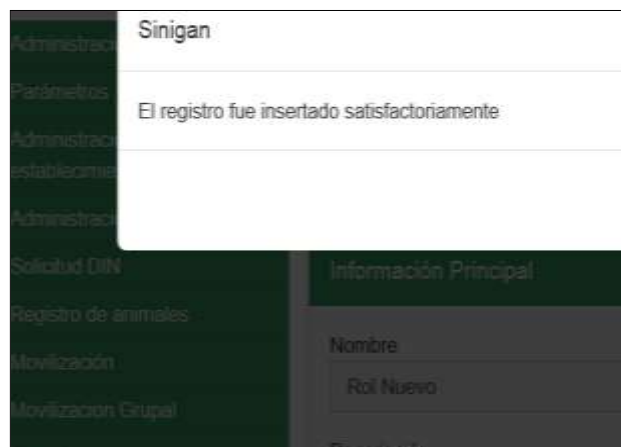 Sinigan
El registro fue insertado satisfactoriamente
Parámetros
Solicitud DIN
Registro de animales
Movilización
Movilizacion Grupal
Información Principal
Nombre
Rol Nuevo